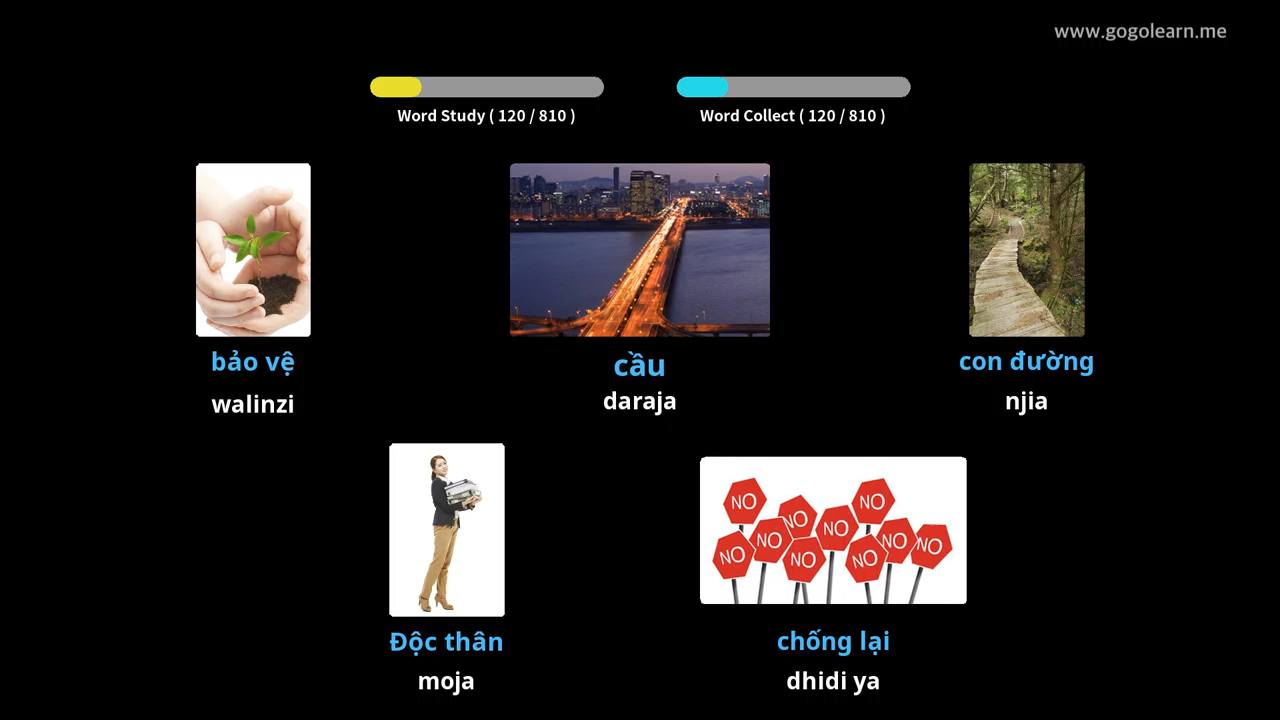 www.gogolearn.me
Word Study ( 120 / 810 )
Word Collect ( 120 / 810 )
bảo vệ
walinzi
cầu
daraja
con đường
njia
NO
NO
NO
NO
NO
NO
NO
NO
NO
NO
Độc thân
moja
chống lại
dhidi ya